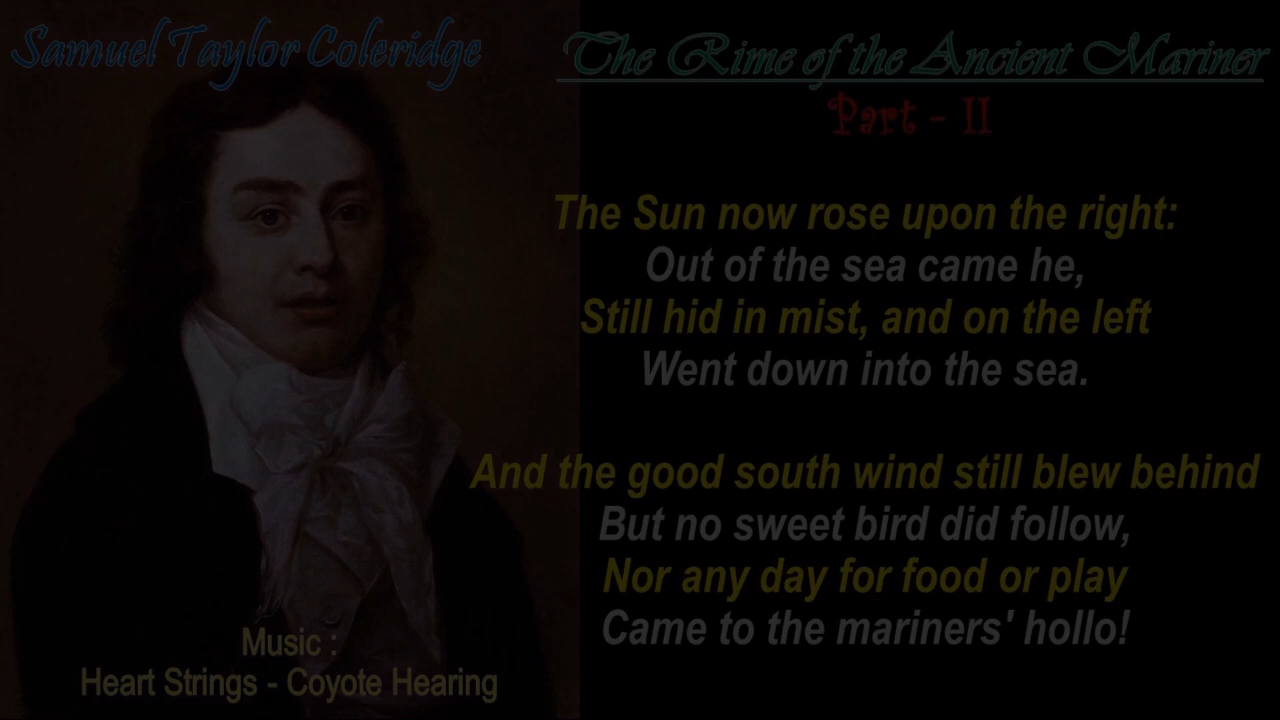 Samuel Taylor Coleridge
The Rime of the Ancient Mariner
Part - II
The Sun now rose upon the right:
Out of the sea came he,
Still hid in mist, and on the left
Went down into the sea.
And the good south wind still blew behind
But no sweet bird did follow,
Nor any day for food or play
Came to the mariners' hollo!
Music :
Heart Strings - Coyote Hearing